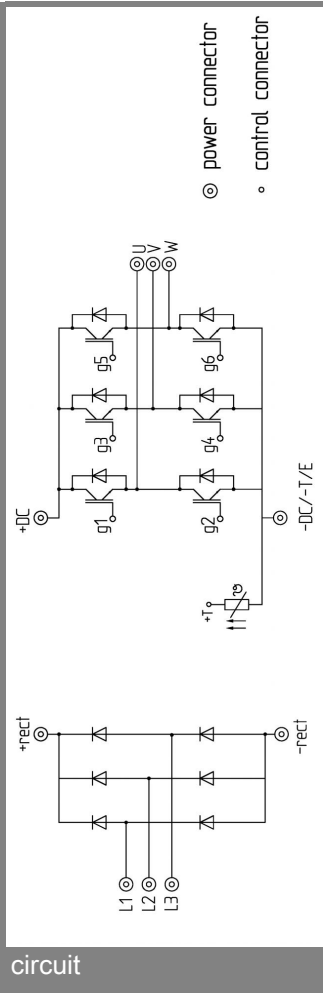 +rect
L1
L2
L3
-rect
+DC
g1
g3
g5
U
V
W
g2
g4
g6
+T
ϑ
-DC/-T/E
power connector
control connector
circuit